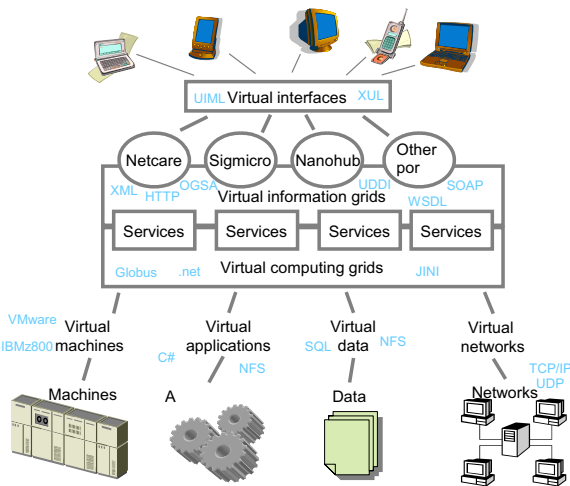 UIML Virtual interfaces XUL
Netcare
Sigmicro
Nanohub
Other
por
XML
HTTP
OGSA
UDDI
SOAP
Virtual information grids
WSDL
Services
Services
Services
Services
Globus
.net
Virtual computing grids
JINI
VMware
IBMz800
Virtual
machines
Virtual
applications
C#
NFS
Virtual
data
SQL
NFS
Virtual
networks
TCP/IP
UDP
Machines
A
Data
Networks